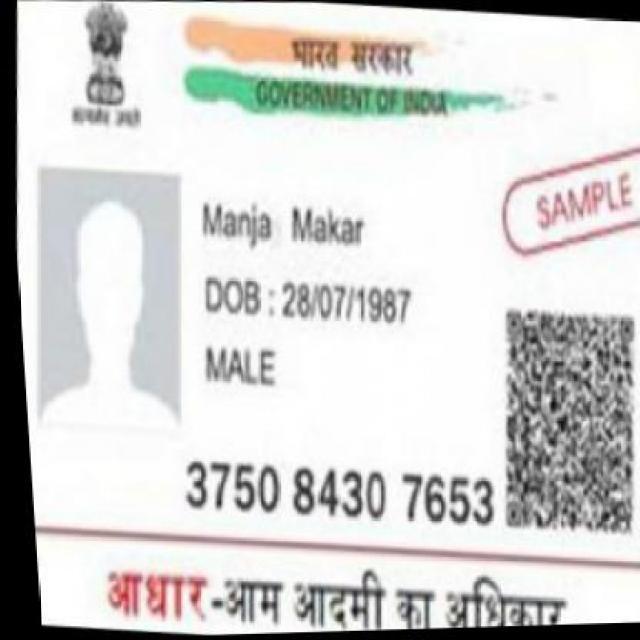 भारत सरकार
GOVERNMENT OF INDIA
सत्यमेव जयते
SAMPLE
Manja Makar
DOB : 28/07/1987
MALE
3750 8430 7653
आधार-आम आदमी का अधिकार